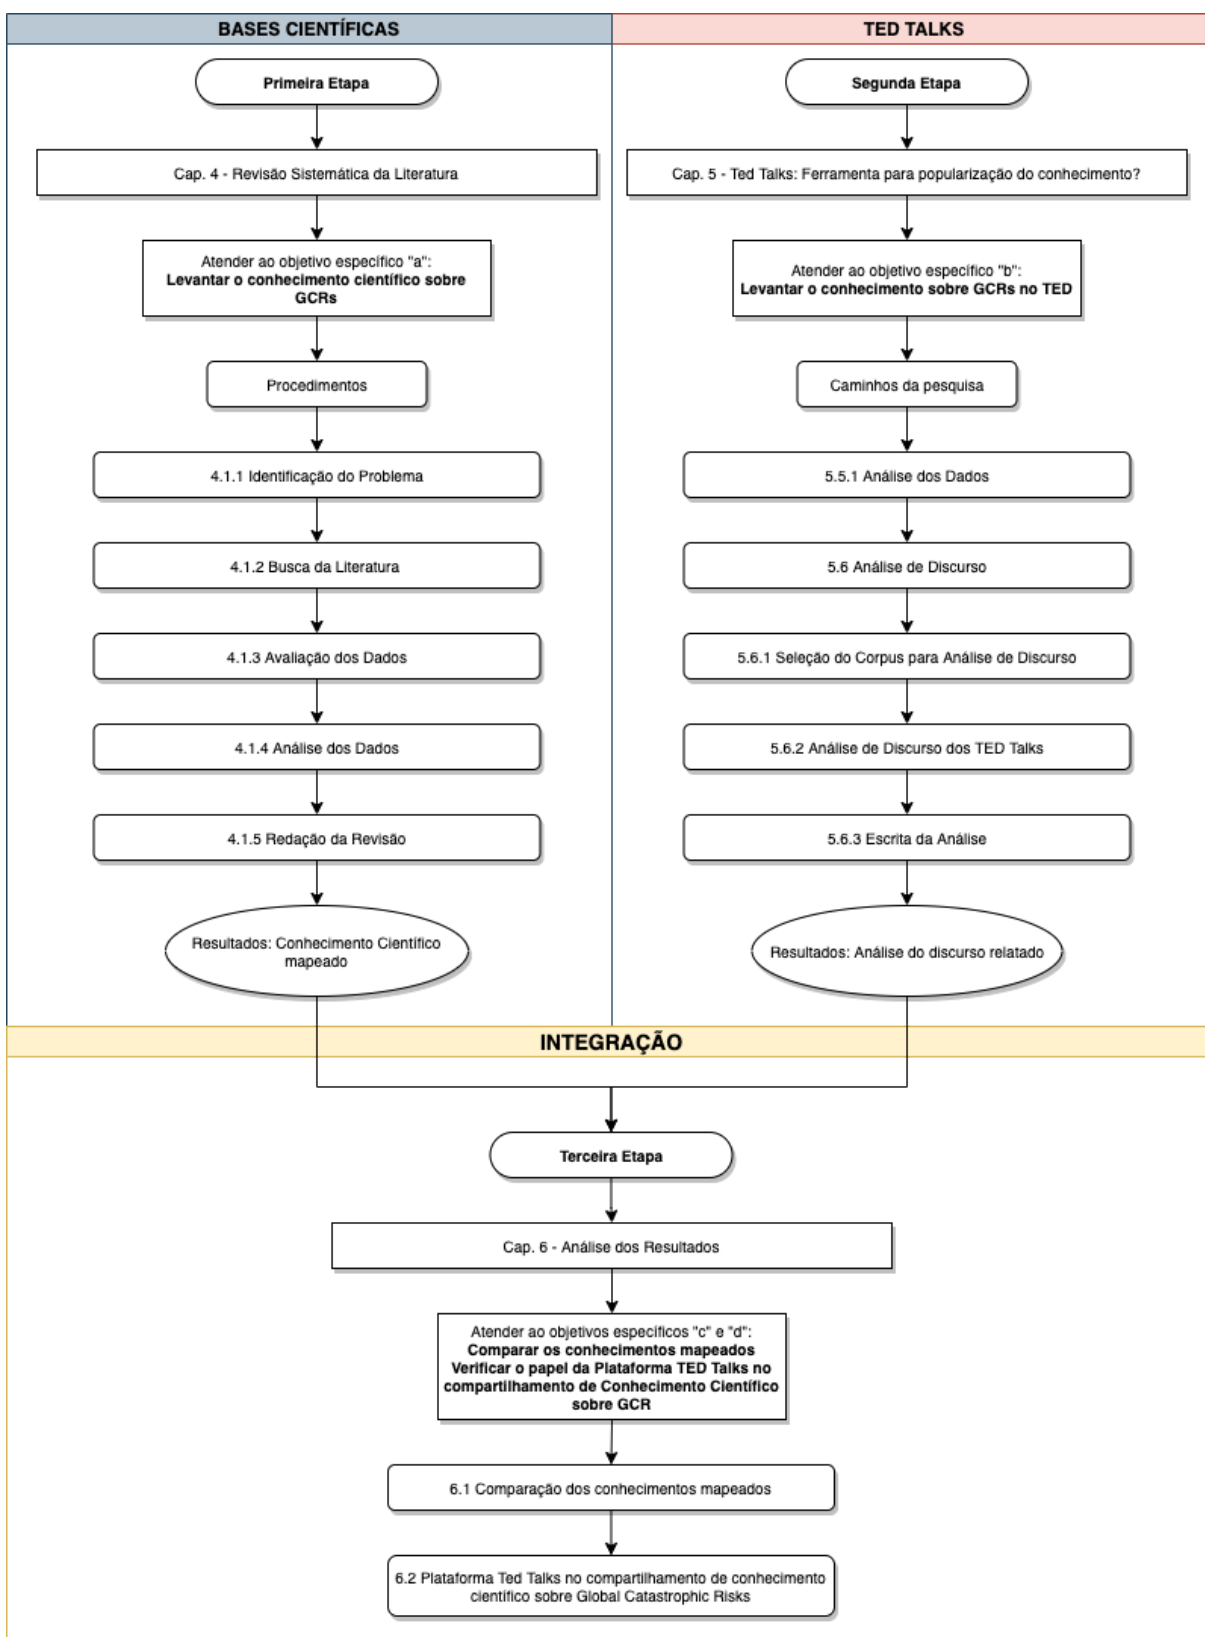 BASES CIENTÍFICAS
Primeira Etapa
Cap. 4 - Revisão Sistemática da Literatura
Atender ao objetivo específico "a":
Levantar o conhecimento científico sobre
GCRs
Procedimentos
4.1.1 Identificação do Problema
4.1.2 Busca da Literatura
4.1.3 Avaliação dos Dados
4.1.4 Análise dos Dados
4.1.5 Redação da Revisão
Resultados: Conhecimento Científico
mapeado
TED TALKS
Segunda Etapa
Cap. 5 - Ted Talks: Ferramenta para popularização do conhecimento?
Atender ao objetivo específico "b":
Levantar o conhecimento sobre GCRs no TED
Caminhos da pesquisa
5.5.1 Análise dos Dados
5.6 Análise de Discurso
5.6.1 Seleção do Corpus para Análise de Discurso
5.6.2 Análise de Discurso dos TED Talks
5.6.3 Escrita da Análise
Resultados: Análise do discurso relatado
INTEGRAÇÃO
Terceira Etapa
Cap. 6 - Análise dos Resultados
Atender ao objetivos específicos "c" e "d":
Comparar os conhecimentos mapeados
Verificar o papel da Plataforma TED Talks no
compartilhamento de Conhecimento Científico
sobre GCR
6.1 Comparação dos conhecimentos mapeados
6.2 Plataforma Ted Talks no compartilhamento de conhecimento
científico sobre Global Catastrophic Risks